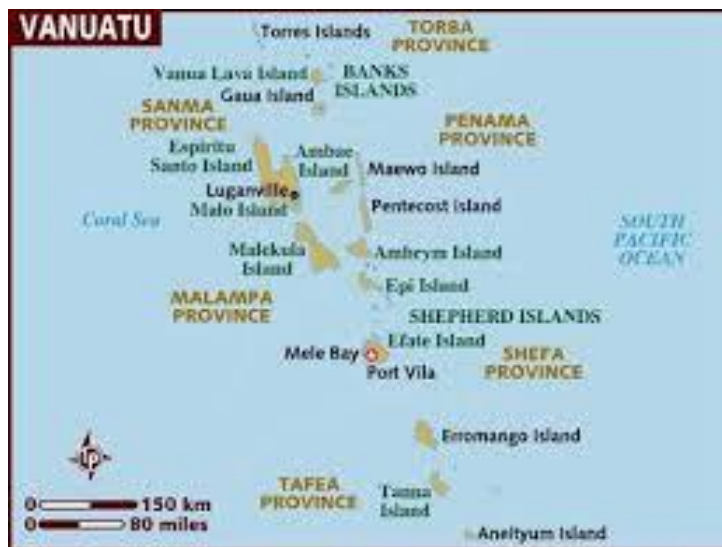 VANUATU
Torres Islands
TORBA
PROVINCE
Vanua Lava Island
BANKS
ISLANDS
Gaua Island
SANMA
PROVINCE
PENAMA
PROVINCE
Espiritu
Santo Island
Ambae
Island
Maewo Island
Luganville
Malo Island
Pentecost Island
Coral Sea
SOUTH
PACIFIC
OCEAN
Malekula
Island
Ambrym Island
Epi Island
MALAMPA
PROVINCE
SHEPHERD ISLANDS
Efate Island
Mele Bay
Port Vila
SHEFA
PROVINCE
Erromango Island
TAFEA
PROVINCE
Tanna
Island
Aneityum Island
LP
0 150 km
0 80 miles